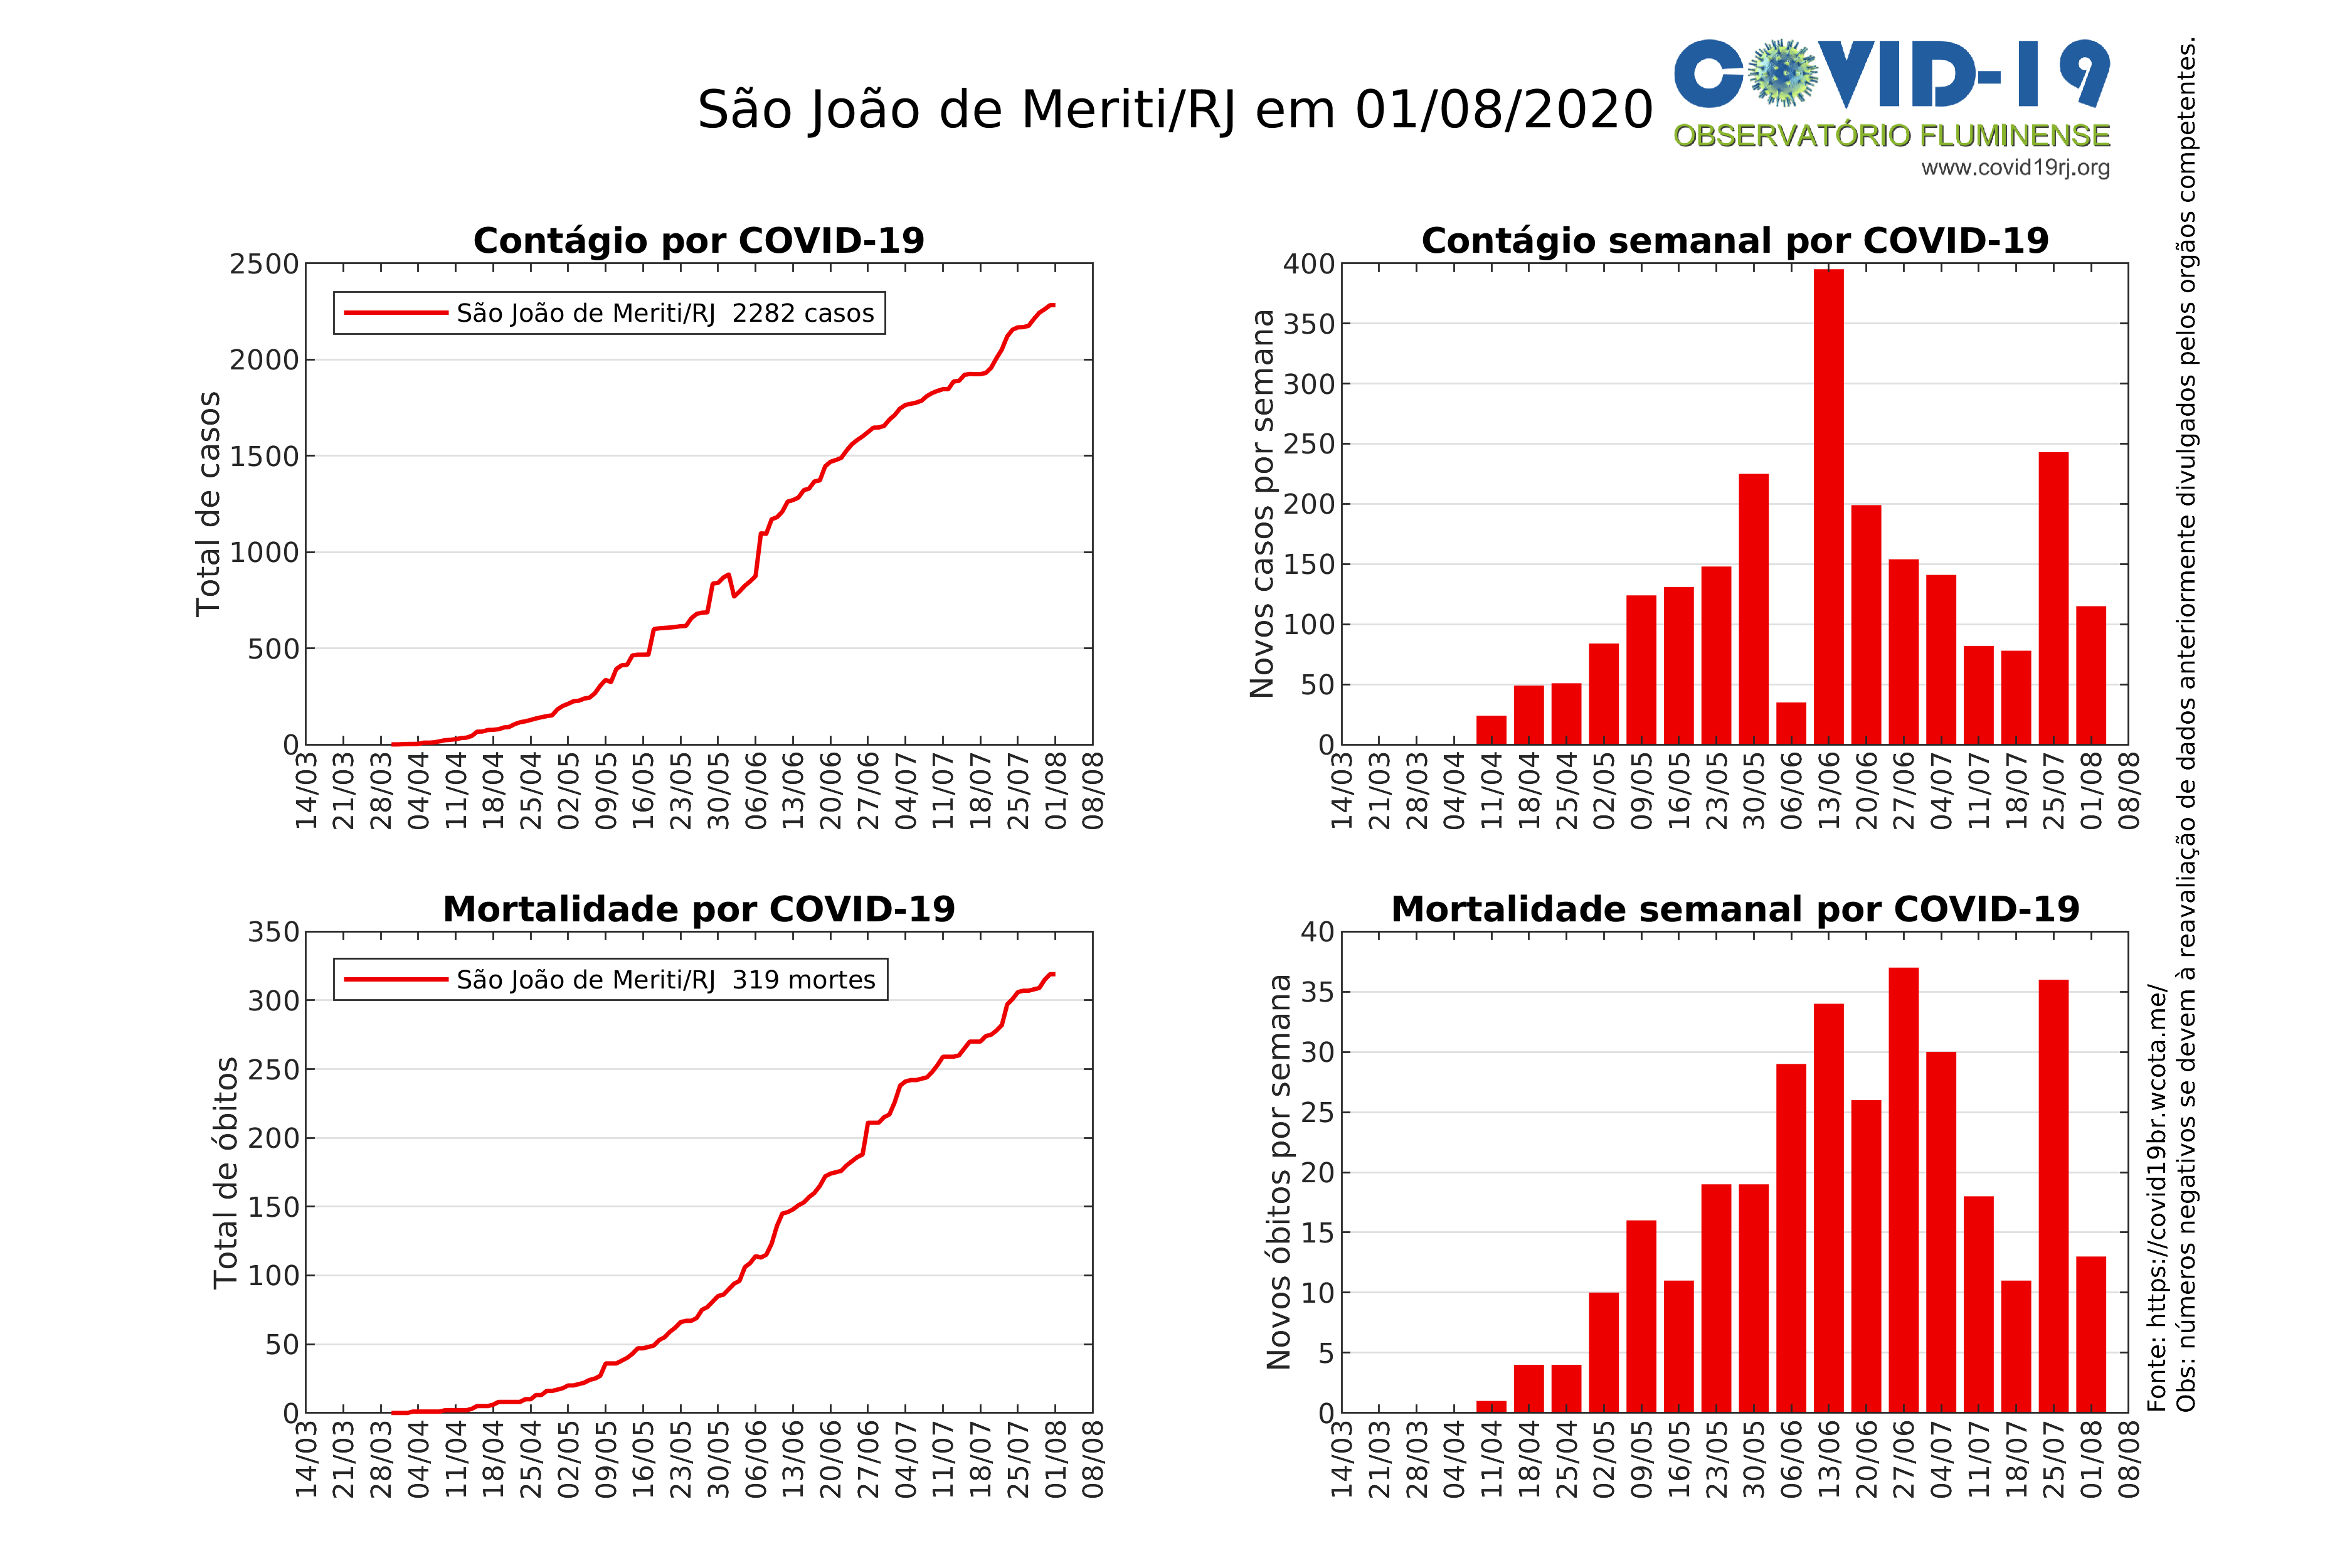 São João de Meriti/RJ em 01/08/2020
COVID-19
OBSERVATÓRIO FLUMINENSE
www.covid19rj.org
Contágio por COVID-19
Total de casos
2500
2000
1500
1000
500
0
São João de Meriti/RJ 2282 casos
14/03 21/03 28/03 04/04 11/04 18/04 25/04 02/05 09/05 16/05 23/05 30/05 06/06 13/06 20/06 27/06 04/07 11/07 18/07 25/07 01/08 08/08
Contágio semanal por COVID-19
Novos casos por semana
400
350
300
250
200
150
100
50
0
14/03 21/03 28/03 04/04 11/04 18/04 25/04 02/05 09/05 16/05 23/05 30/05 06/06 13/06 20/06 27/06 04/07 11/07 18/07 25/07 01/08 08/08
Mortalidade por COVID-19
Total de óbitos
350
300
250
200
150
100
50
0
São João de Meriti/RJ 319 mortes
14/03 21/03 28/03 04/04 11/04 18/04 25/04 02/05 09/05 16/05 23/05 30/05 06/06 13/06 20/06 27/06 04/07 11/07 18/07 25/07 01/08 08/08
Mortalidade semanal por COVID-19
Novos óbitos por semana
40
35
30
25
20
15
10
5
0
14/03 21/03 28/03 04/04 11/04 18/04 25/04 02/05 09/05 16/05 23/05 30/05 06/06 13/06 20/06 27/06 04/07 11/07 18/07 25/07 01/08 08/08
Fonte: https://covid19br.wcota.me/
Obs: números negativos se devem à reavaliação de dados anteriormente divulgados pelos orgãos competentes.